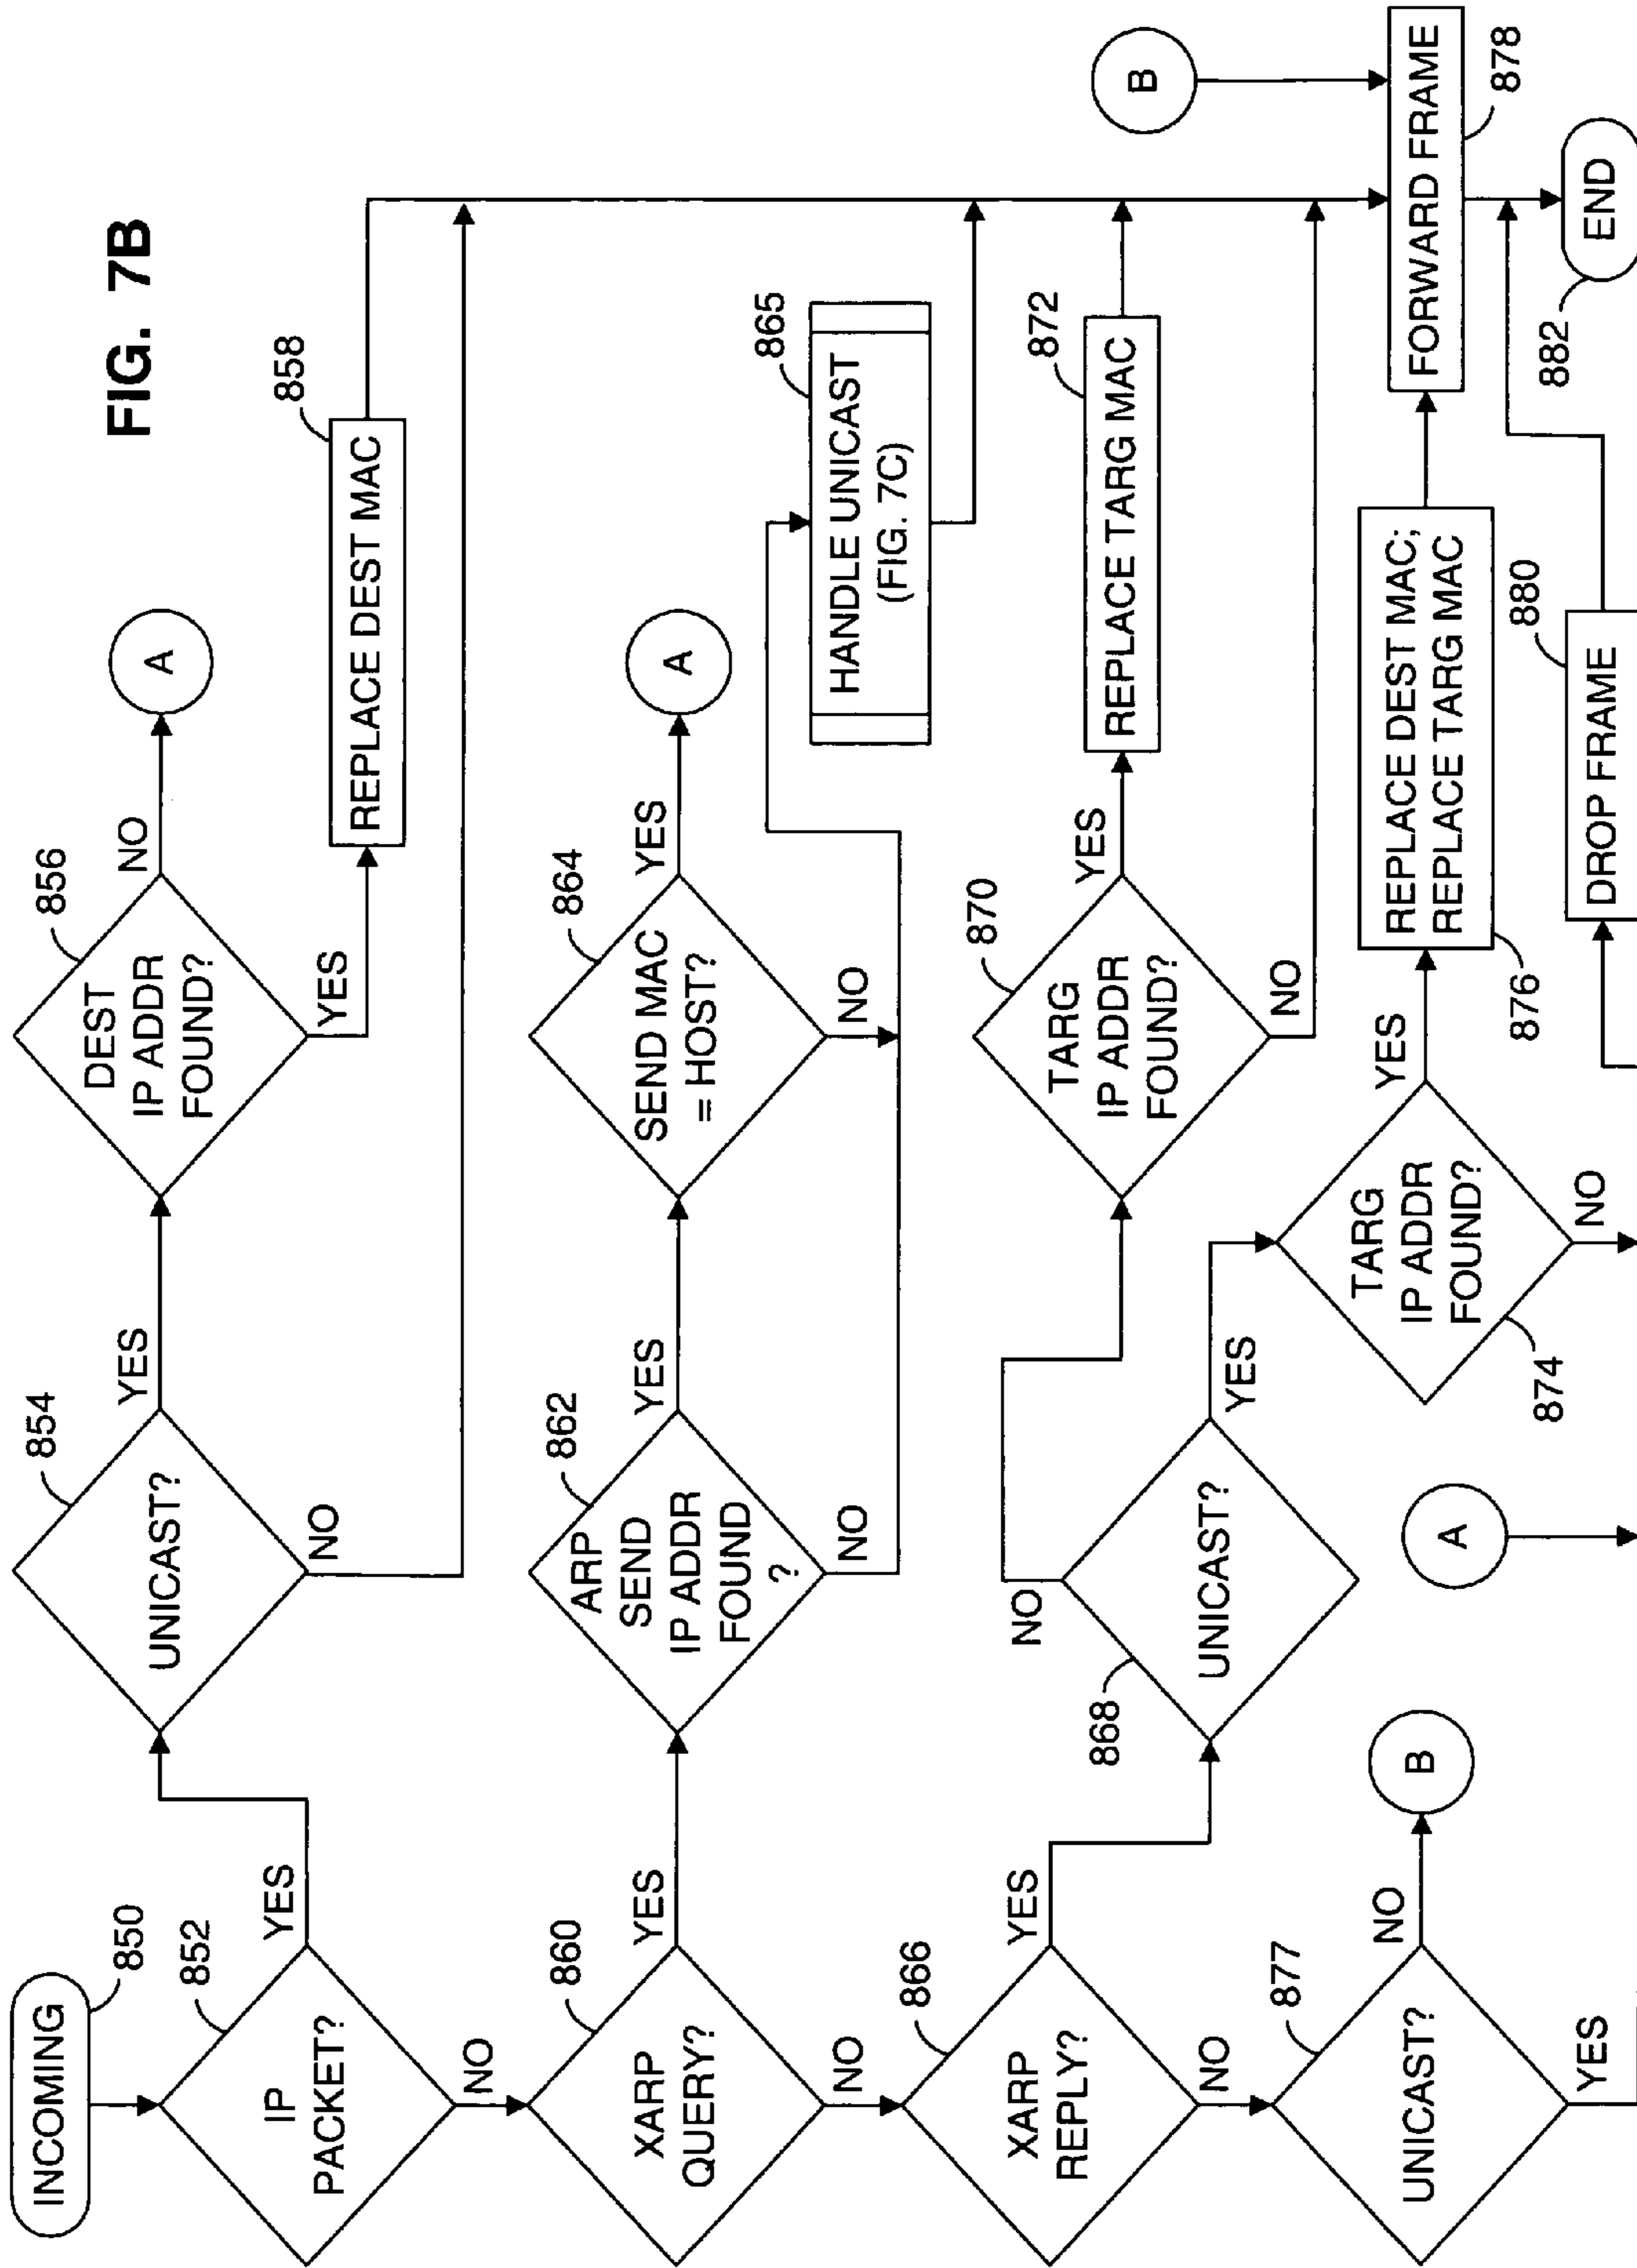 FIG. 7B
INCOMING
850
852
IP
PACKET?
YES
NO
854
UNICAST?
YES
NO
856
DEST
IP ADDR
FOUND?
NO
YES
A
858
REPLACE DEST MAC
860
XARP
QUERY?
YES
NO
862
ARP
SEND
IP ADDR
FOUND
?
YES
NO
864
SEND MAC
= HOST?
YES
NO
A
865
HANDLE UNICAST
(FIG. 7C)
866
XARP
REPLY?
YES
NO
868
UNICAST?
NO
YES
870
TARG
IP ADDR
FOUND?
YES
NO
872
REPLACE TARG MAC
B
874
TARG
IP ADDR
FOUND?
YES
NO
876
REPLACE DEST MAC;
REPLACE TARG MAC
FORWARD FRAME
878
877
UNICAST?
NO
YES
B
A
880
DROP FRAME
882
END